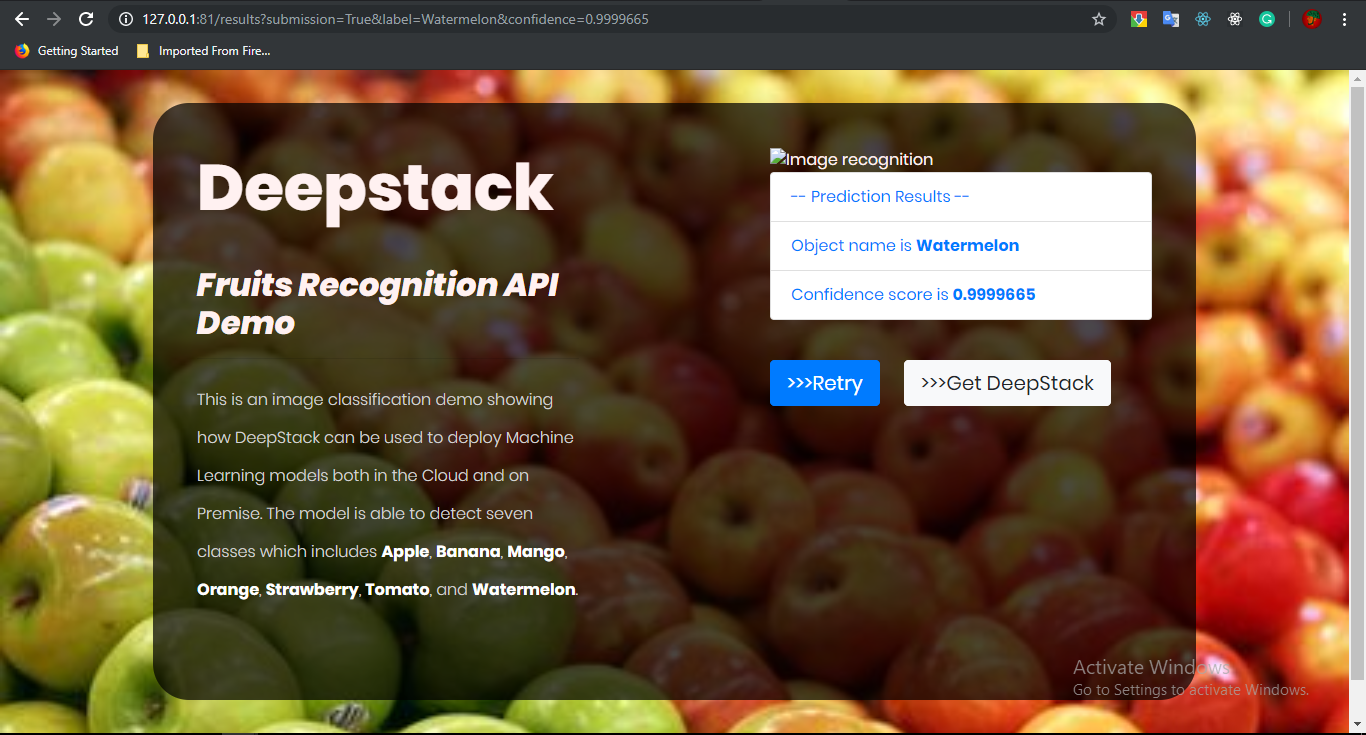 127.0.0.1:81/results?submission=True&label=Watermelon&confidence=0.9999665
Getting Started
Imported From Fire...
Deepstack
Fruits Recognition API
Demo
This is an image classification demo showing
how DeepStack can be used to deploy Machine
Learning models both in the Cloud and on
Premise. The model is able to detect seven
classes which includes Apple, Banana, Mango,
Orange, Strawberry, Tomato, and Watermelon.
Image recognition
-- Prediction Results --
Object name is Watermelon
Confidence score is 0.9999665
>>>Retry
>>>Get DeepStack
Activate Windows
Go to Settings to activate Windows.